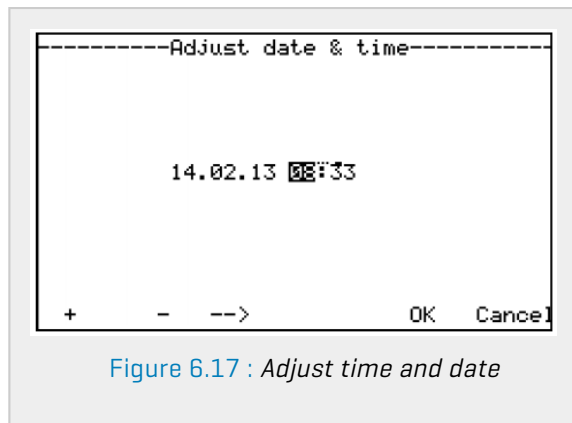 ----------Adjust date & time-----------
14.02.13 08:33
+ - --> OK Cancel
Figure 6.17 : Adjust time and date